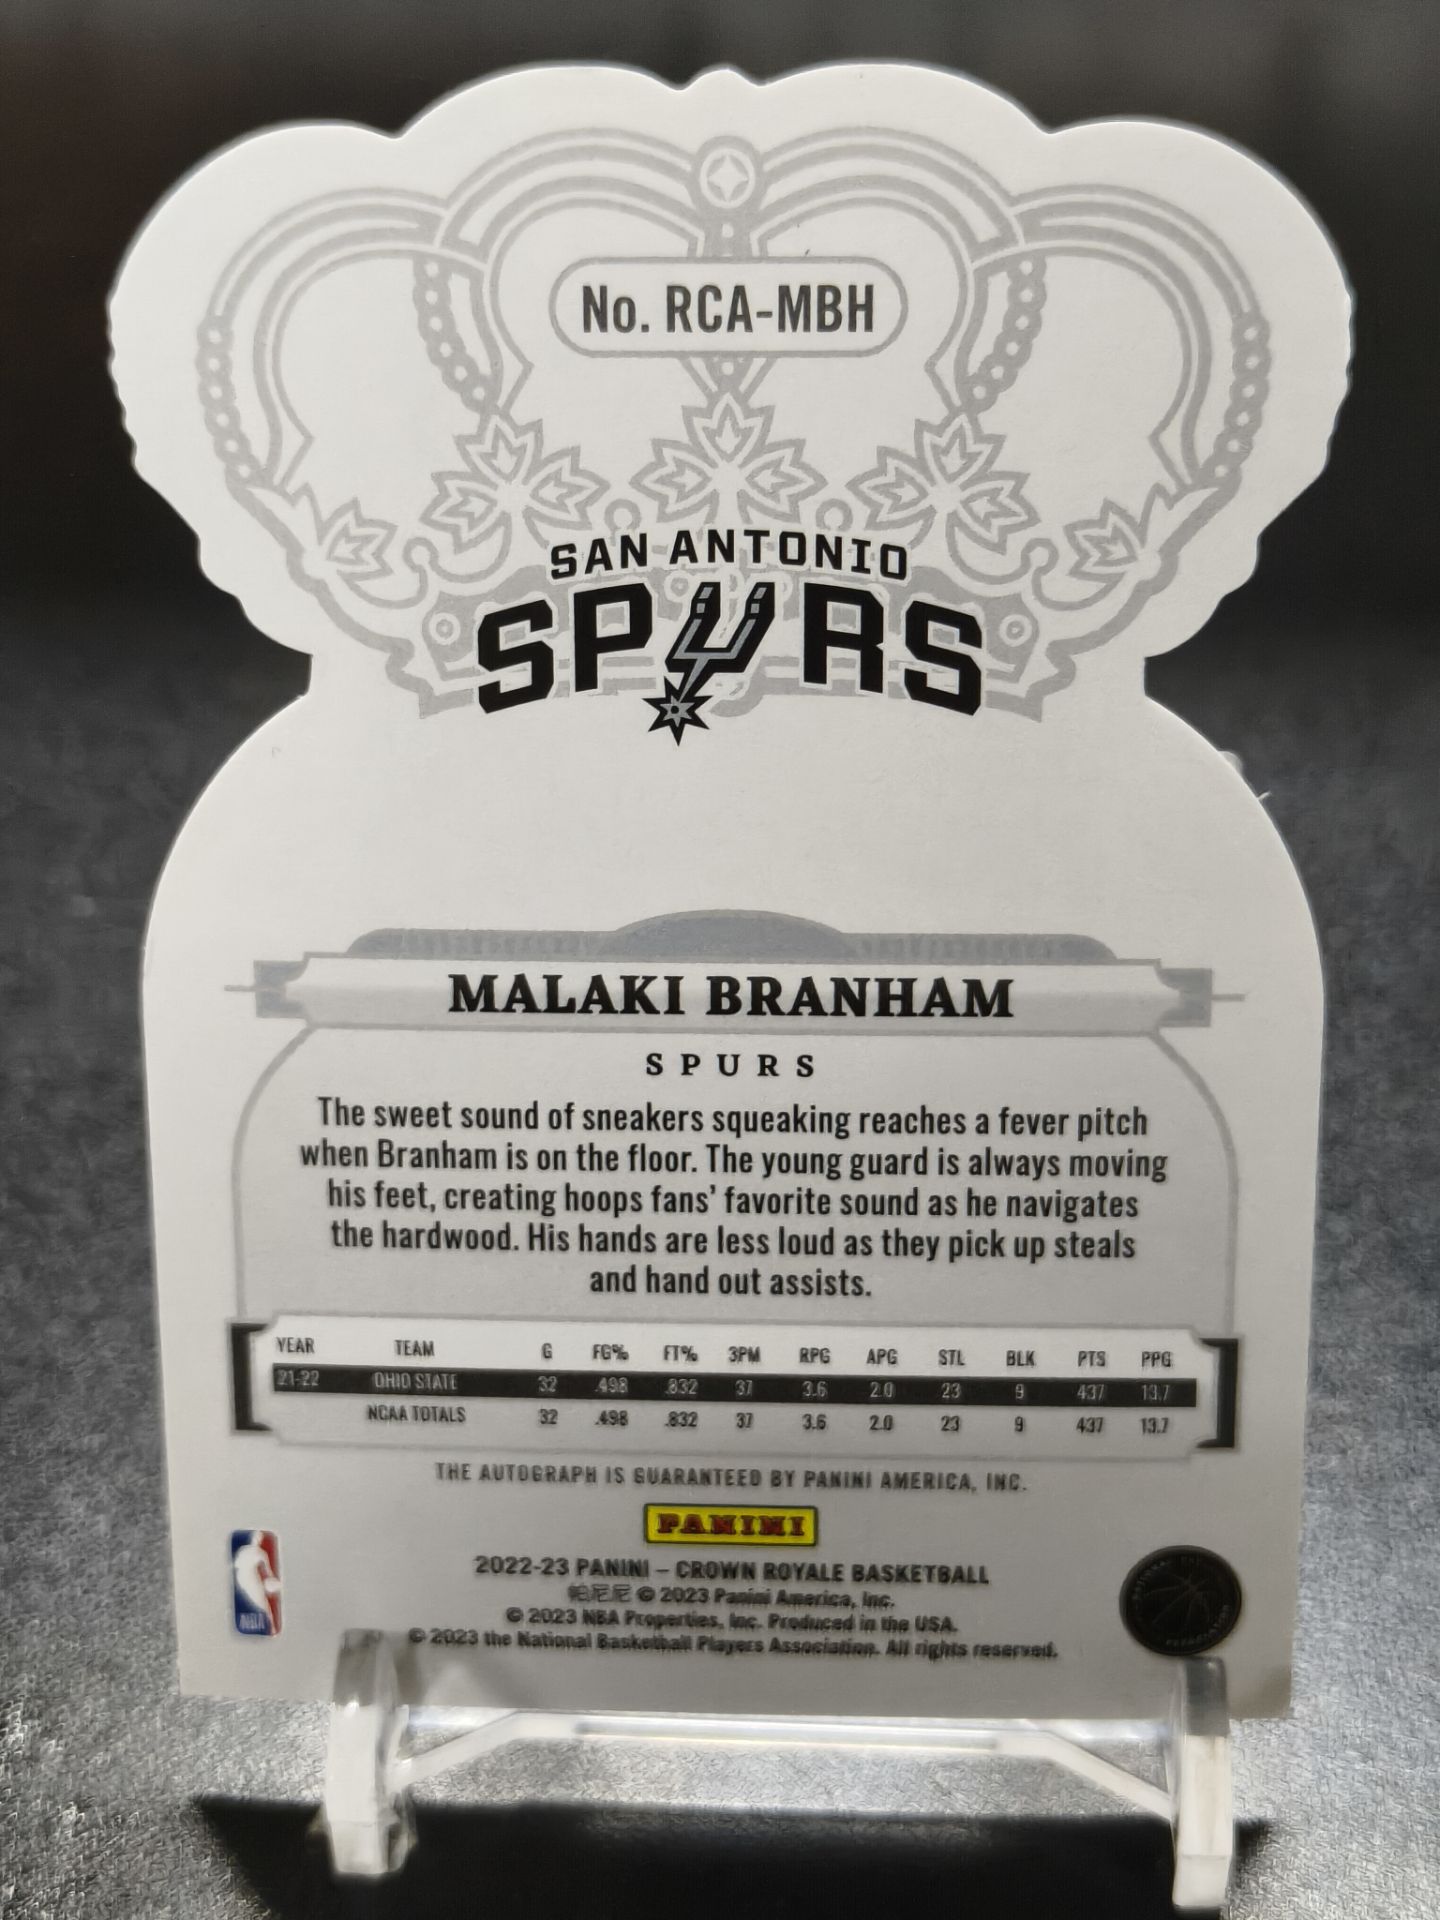 No. RCA-MBH
SAN ANTONIO
SPURS
MALAKI BRANHAM
SPURS
The sweet sound of sneakers squeaking reaches a fever pitch
when Branham is on the floor. The young guard is always moving
his feet, creating hoops fans' favorite sound as he navigates
the hardwood. His hands are less loud as they pick up steals
and hand out assists.
YEAR TEAM G FG% FT% 3PM RPG APG STL BLK PTS PPG
21-22 OHIO STATE 32 .498 .832 37 3.6 2.0 23 9 437 13.7
NCAA TOTALS 32 .498 .832 37 3.6 2.0 23 9 437 13.7
THE AUTOGRAPH IS GUARANTEED BY PANINI AMERICA, INC.
PANINI
2022-23 PANINI – CROWN ROYALE BASKETBALL
帕尼尼 © 2023 Panini America, Inc.
© 2023 NBA Properties, Inc. Produced in the USA.
© 2023 the National Basketball Players Association. All rights reserved.
NBA